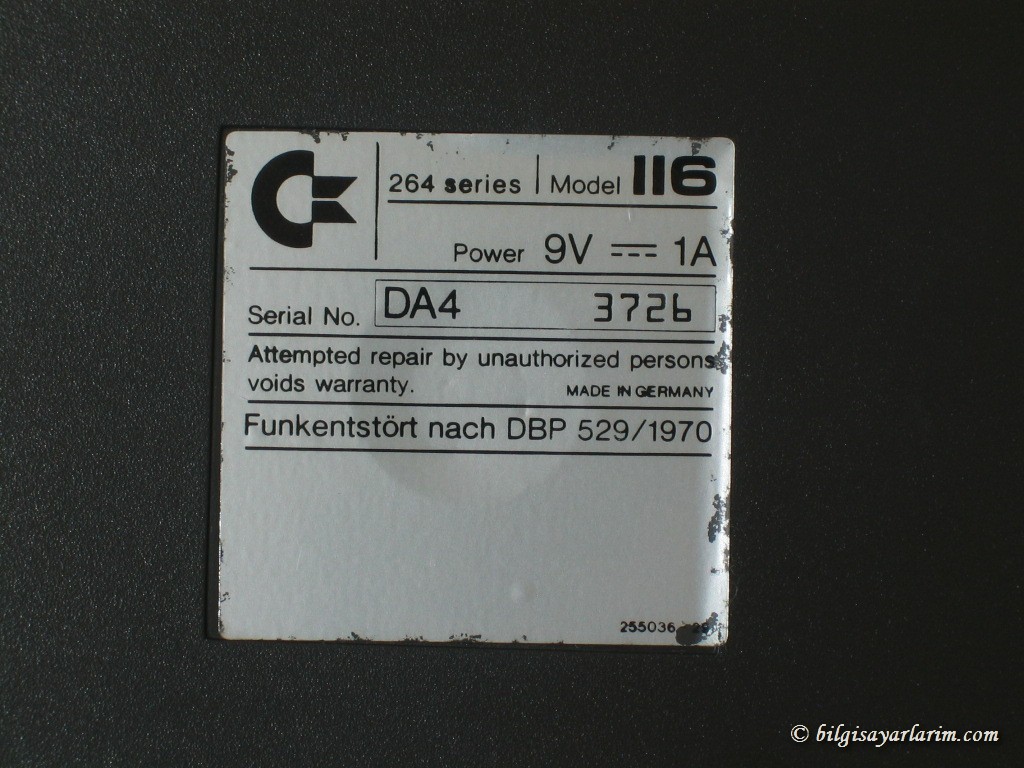 264 series | Model 116
Power 9V ⎓ 1A
Serial No. DA4 3726
Attempted repair by unauthorized persons
voids warranty.
MADE IN GERMANY
Funkentstört nach DBP 529/1970
255036
© bilgisayarlarim.com